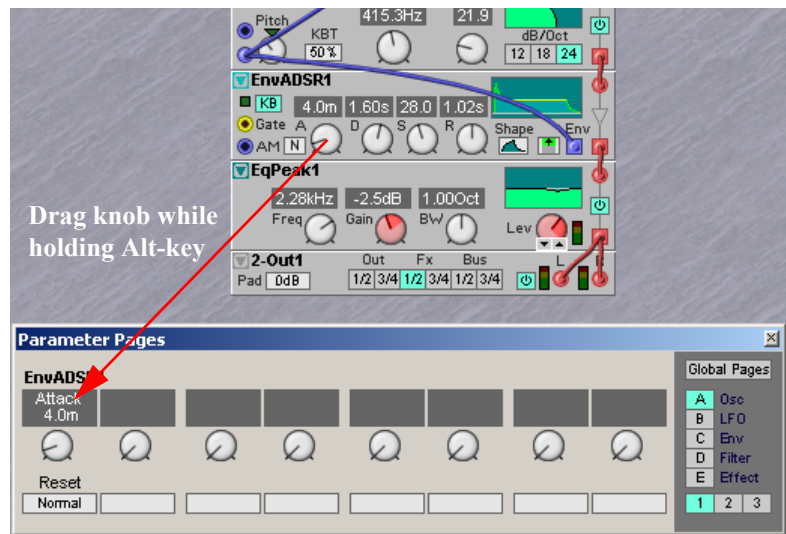 Pitch 415.3Hz 21.9
KBT dB/Oct
50% 12 18 24
EnvADSR1
KB 4.0m 1.60s 28.0 1.02s
Gate A D S R Shape Env
AM N
EqPeak1
2.28kHz -2.5dB 1.00Oct
Freq Gain BW Lev
Drag knob while
holding Alt-key
2-Out1 Out Fx Bus L R
Pad 0dB 1/2 3/4 1/2 3/4 1/2 3/4
Parameter Pages
Global Pages
Attack
4.0m
A Osc
B LFO
C Env
D Filter
E Effect
Reset
Normal
1 2 3